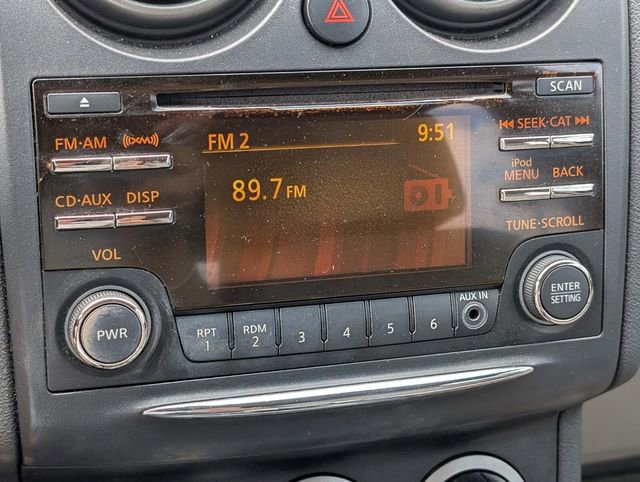 SCAN
FM·AM
((XM))
FM 2
9:51
SEEK·CAT
CD·AUX
DISP
89.7 FM
iPod
MENU
BACK
VOL
TUNE·SCROLL
PWR
RPT
1
RDM
2
3
4
5
6
AUX IN
ENTER
SETTING